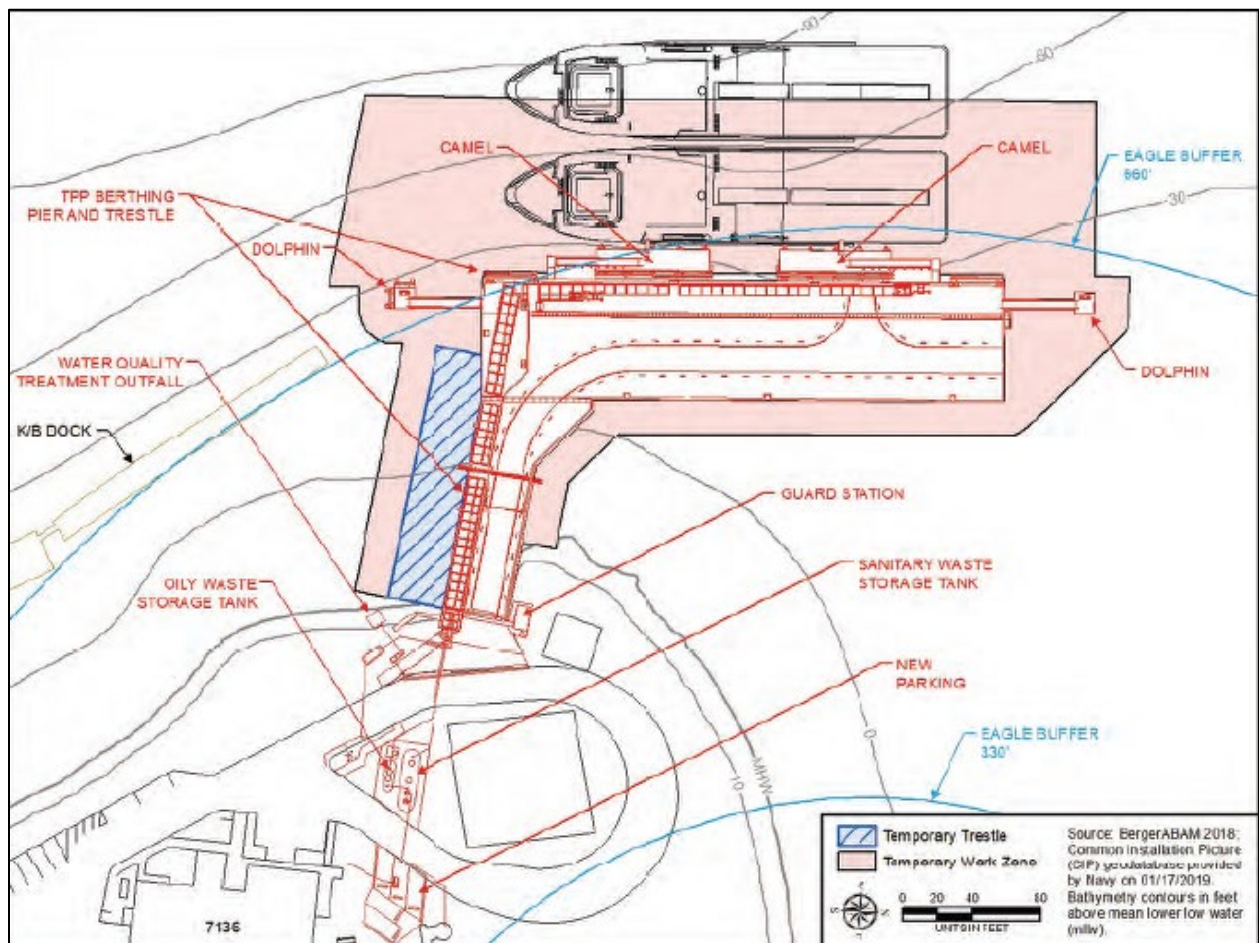 -90
-60
CAMEL
CAMEL
EAGLE BUFFER
660'
-30
TPP BERTHING
PIER AND TRESTLE
DOLPHIN
WATER QUALITY
TREATMENT OUTFALL
DOLPHIN
K/B DOCK
GUARD STATION
OILY WASTE
STORAGE TANK
SANITARY WASTE
STORAGE TANK
NEW
PARKING
-0
EAGLE BUFFER
330'
MHW
10
7136
Temporary Trestle
Temporary Work Zone
0 20 40 80
UNITS IN FEET
Source: BergerABAM 2018;
Common Installation Picture
(CIP) geodatabase provided
by Navy on 01/17/2019.
Bathymetry contours in feet
above mean lower low water
(mllw).